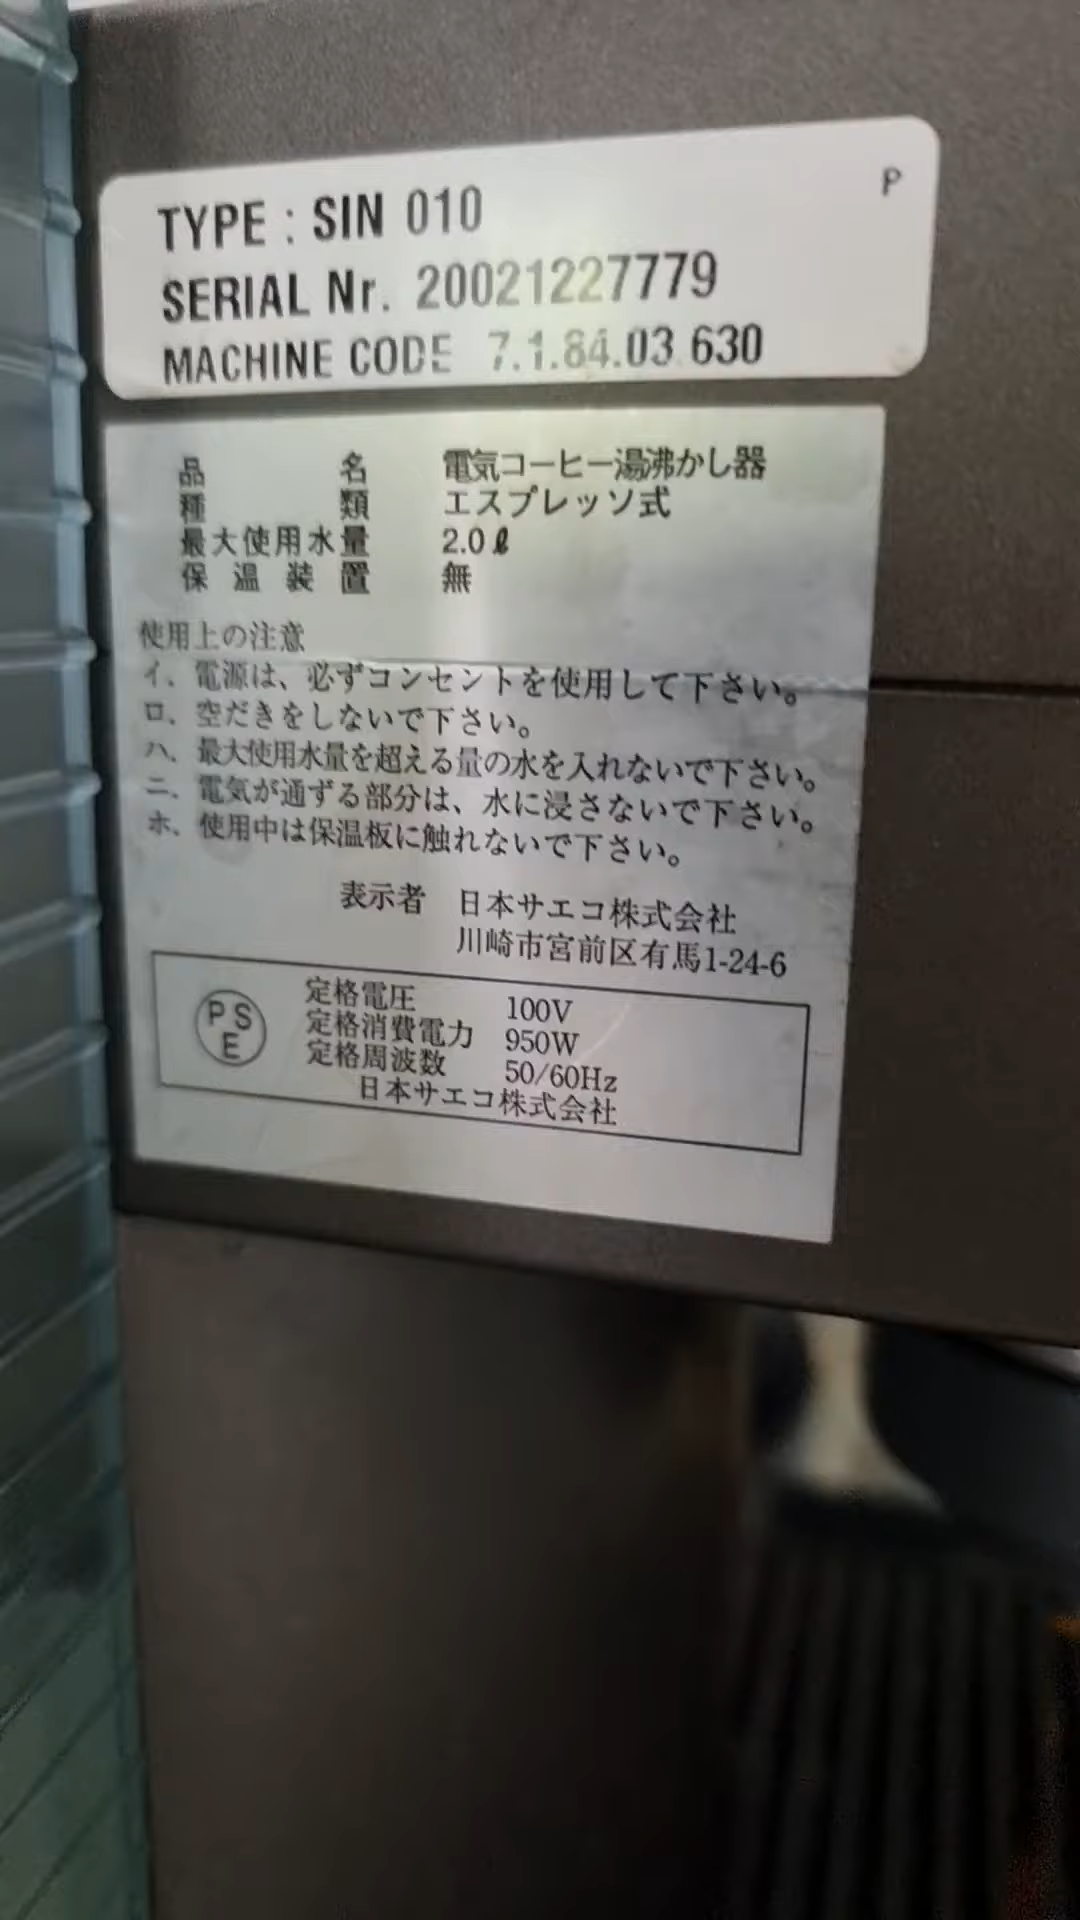 P
TYPE : SIN 010
SERIAL Nr. 20021227779
MACHINE CODE 7.1.84.03 630
品名 電気コーヒー湯沸かし器
種類 エスプレッソ式
最大使用水量 2.0ℓ
保温装置 無
使用上の注意
イ、電源は、必ずコンセントを使用して下さい。
ロ、空だきをしないで下さい。
ハ、最大使用水量を超える量の水を入れないで下さい。
ニ、電気が通ずる部分は、水に浸さないで下さい。
ホ、使用中は保温板に触れないで下さい。
表示者 日本サエコ株式会社
川崎市宮前区有馬1-24-6
PS
E
定格電圧 100V
定格消費電力 950W
定格周波数 50/60Hz
日本サエコ株式会社